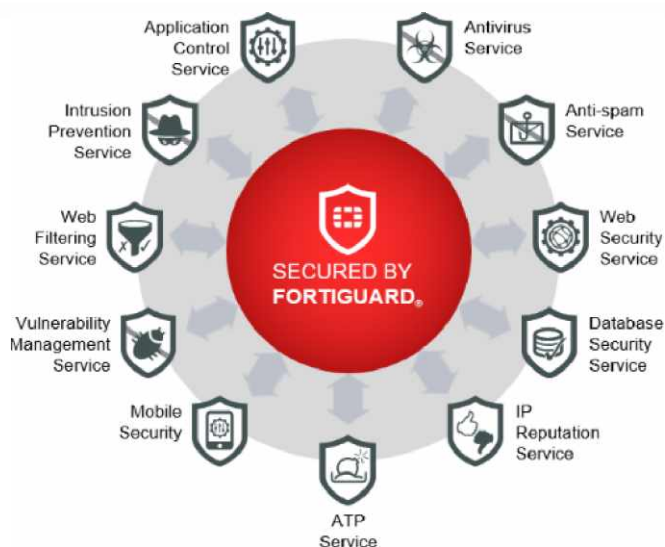 Application
Control
Service
Antivirus
Service
Intrusion
Prevention
Service
Anti-spam
Service
Web
Filtering
Service
SECURED BY
FORTIGUARD®
Web
Security
Service
Vulnerability
Management
Service
Database
Security
Service
Mobile
Security
IP
Reputation
Service
ATP
Service